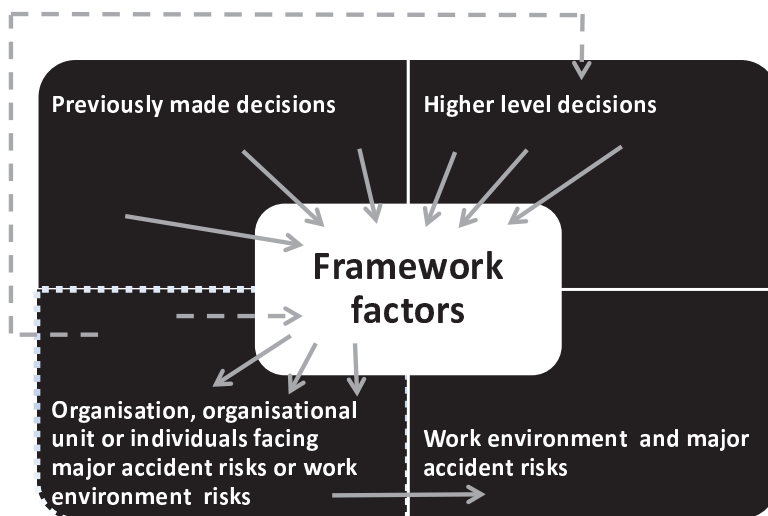 Previously made decisions
Higher level decisions
Framework
factors
Organisation, organisational
unit or individuals facing
major accident risks or work
environment risks
Work environment and major
accident risks